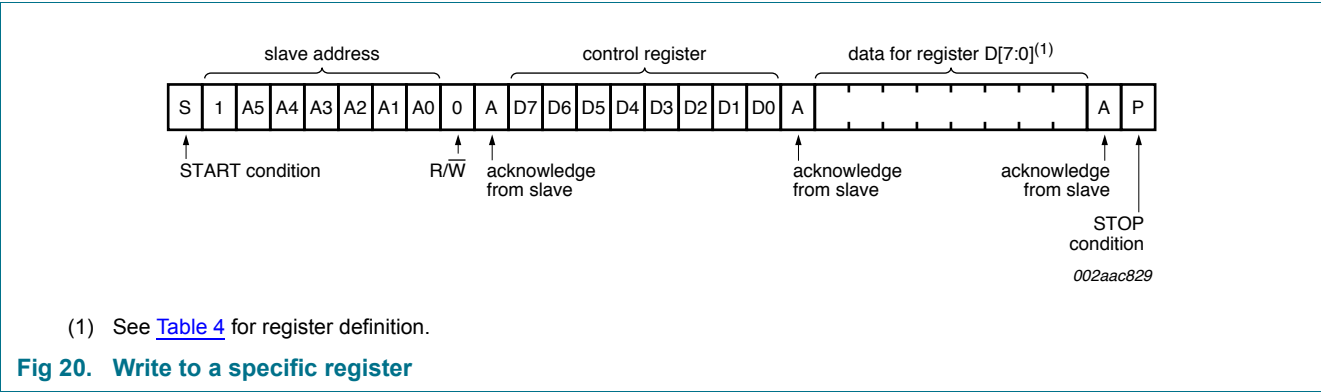 slave address control register data for register D[7:0](1)
S 1 A5 A4 A3 A2 A1 A0 0 A D7 D6 D5 D4 D3 D2 D1 D0 A A P
START condition R/W̅ acknowledge acknowledge acknowledge
from slave from slave from slave
STOP
condition
002aac829
(1) See Table 4 for register definition.
Fig 20. Write to a specific register